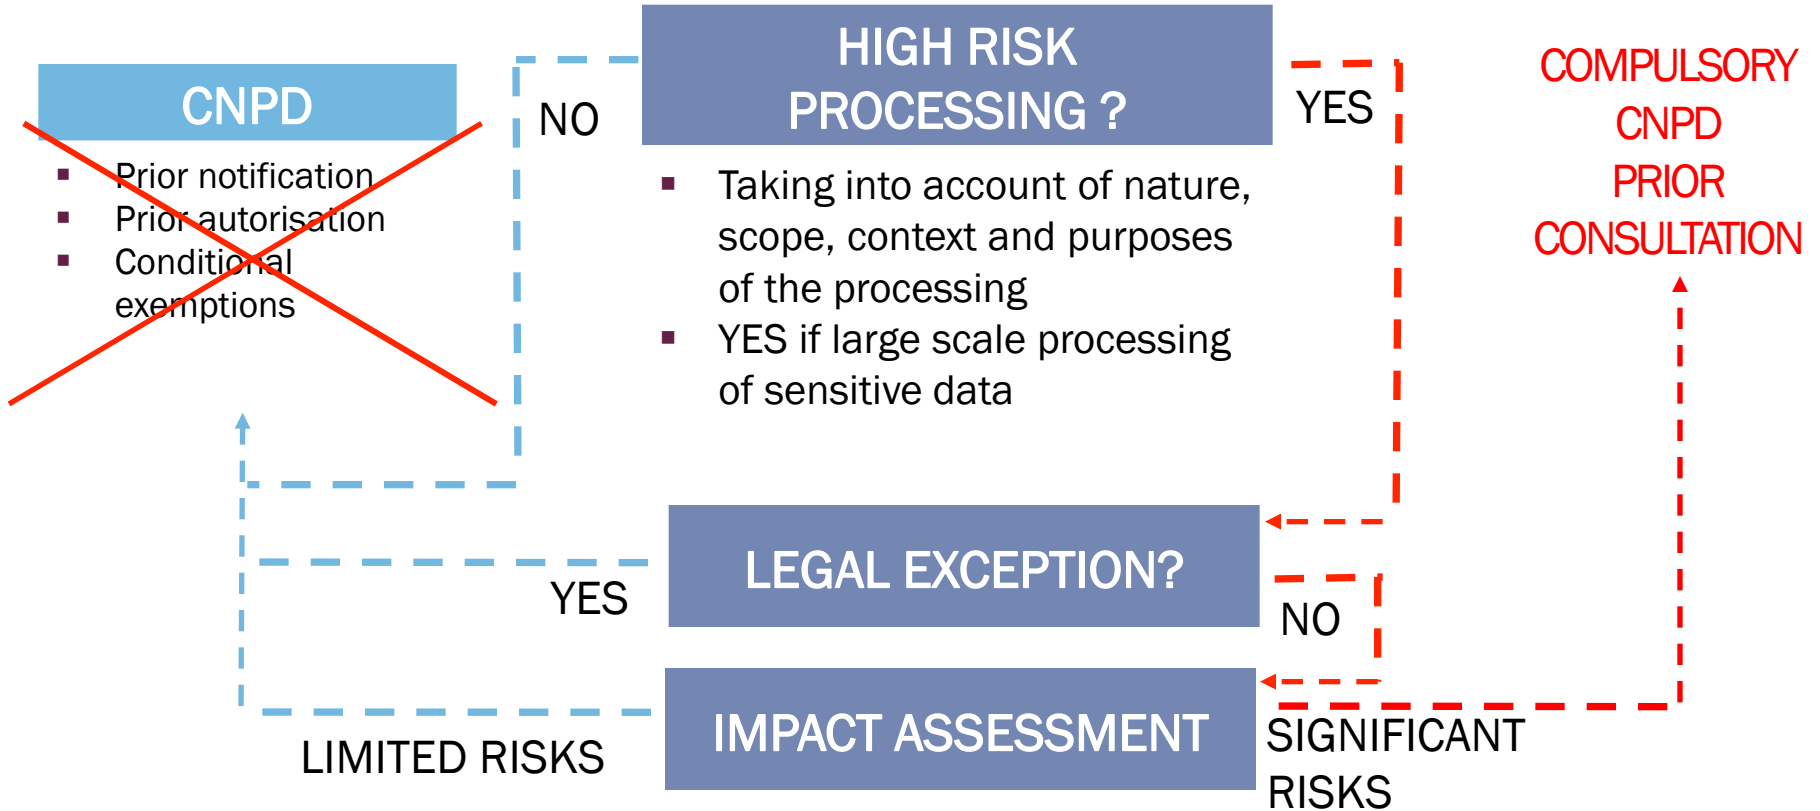 CNPD
▪ Prior notification
▪ Prior autorisation
▪ Conditional
exemptions
NO
HIGH RISK
PROCESSING ?
YES
▪ Taking into account of nature,
scope, context and purposes
of the processing
▪ YES if large scale processing
of sensitive data
COMPULSORY
CNPD
PRIOR
CONSULTATION
LEGAL EXCEPTION?
YES
NO
IMPACT ASSESSMENT
LIMITED RISKS
SIGNIFICANT
RISKS